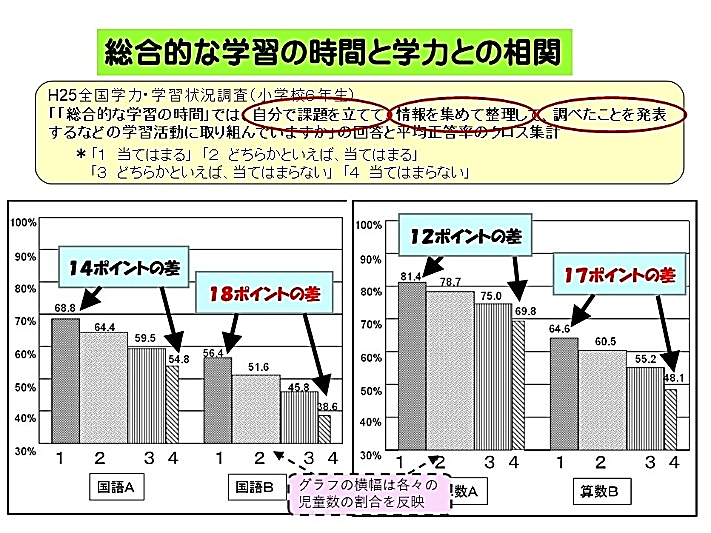 総合的な学習の時間と学力との相関
H25全国学力・学習状況調査(小学校6年生)
「「総合的な学習の時間」では、自分で課題を立てて、情報を集めて整理して、調べたことを発表
するなどの学習活動に取り組んでいますか」の回答と平均正答率のクロス集計
＊「1 当てはまる」「2 どちらかといえば、当てはまる」
「3 どちらかといえば、当てはまらない」「4 当てはまらない」
100%
90%
80%
70%
60%
50%
40%
30%
14ポイントの差
18ポイントの差
68.8
64.4
59.5
54.8
56.4
51.6
45.8
38.6
1 2 3 4 1 2 3 4
国語A
国語B
100%
90%
80%
70%
60%
50%
40%
30%
12ポイントの差
17ポイントの差
81.4
78.7
75.0
69.8
64.6
60.5
55.2
48.1
1 2 3 4 1 2 3 4
数A
算数B
グラフの横幅は各々の
児童数の割合を反映